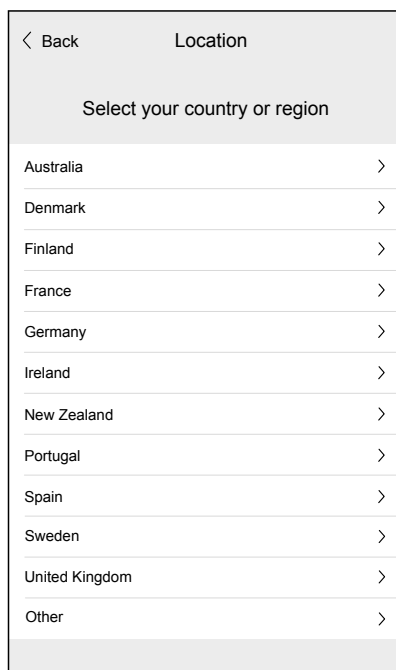 Back Location
Select your country or region
Australia
Denmark
Finland
France
Germany
Ireland
New Zealand
Portugal
Spain
Sweden
United Kingdom
Other